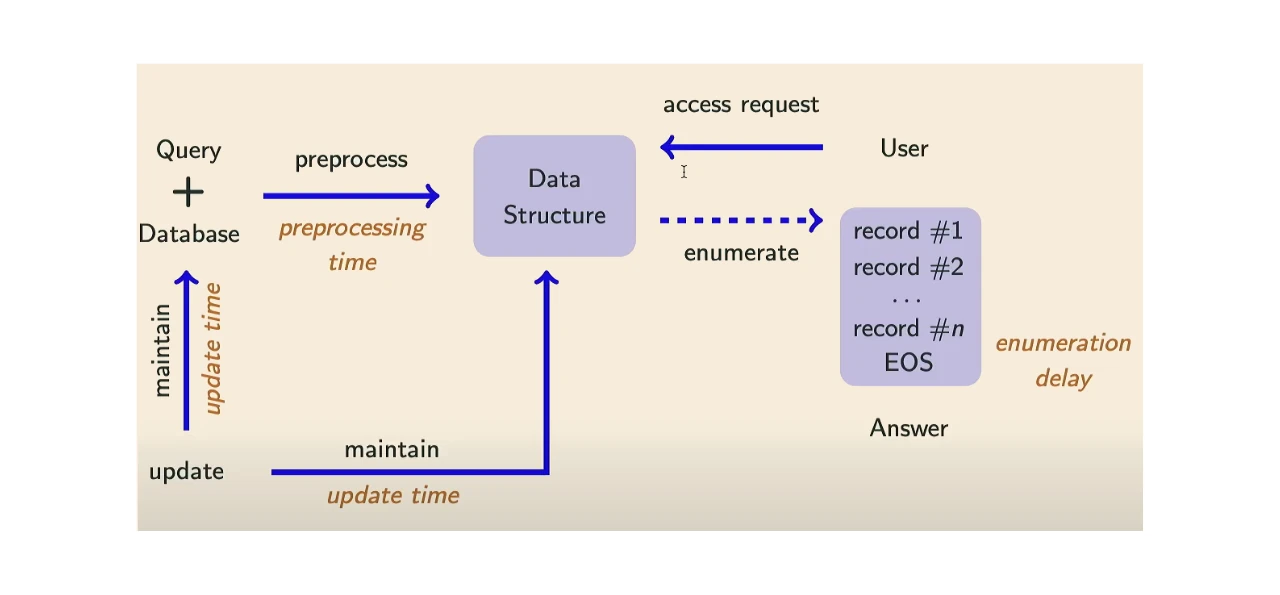 Query
+
Database
preprocess
preprocessing
time
Data
Structure
access request
enumerate
User
record #1
record #2
...
record #n
EOS
enumeration
delay
Answer
maintain
update time
update
maintain
update time